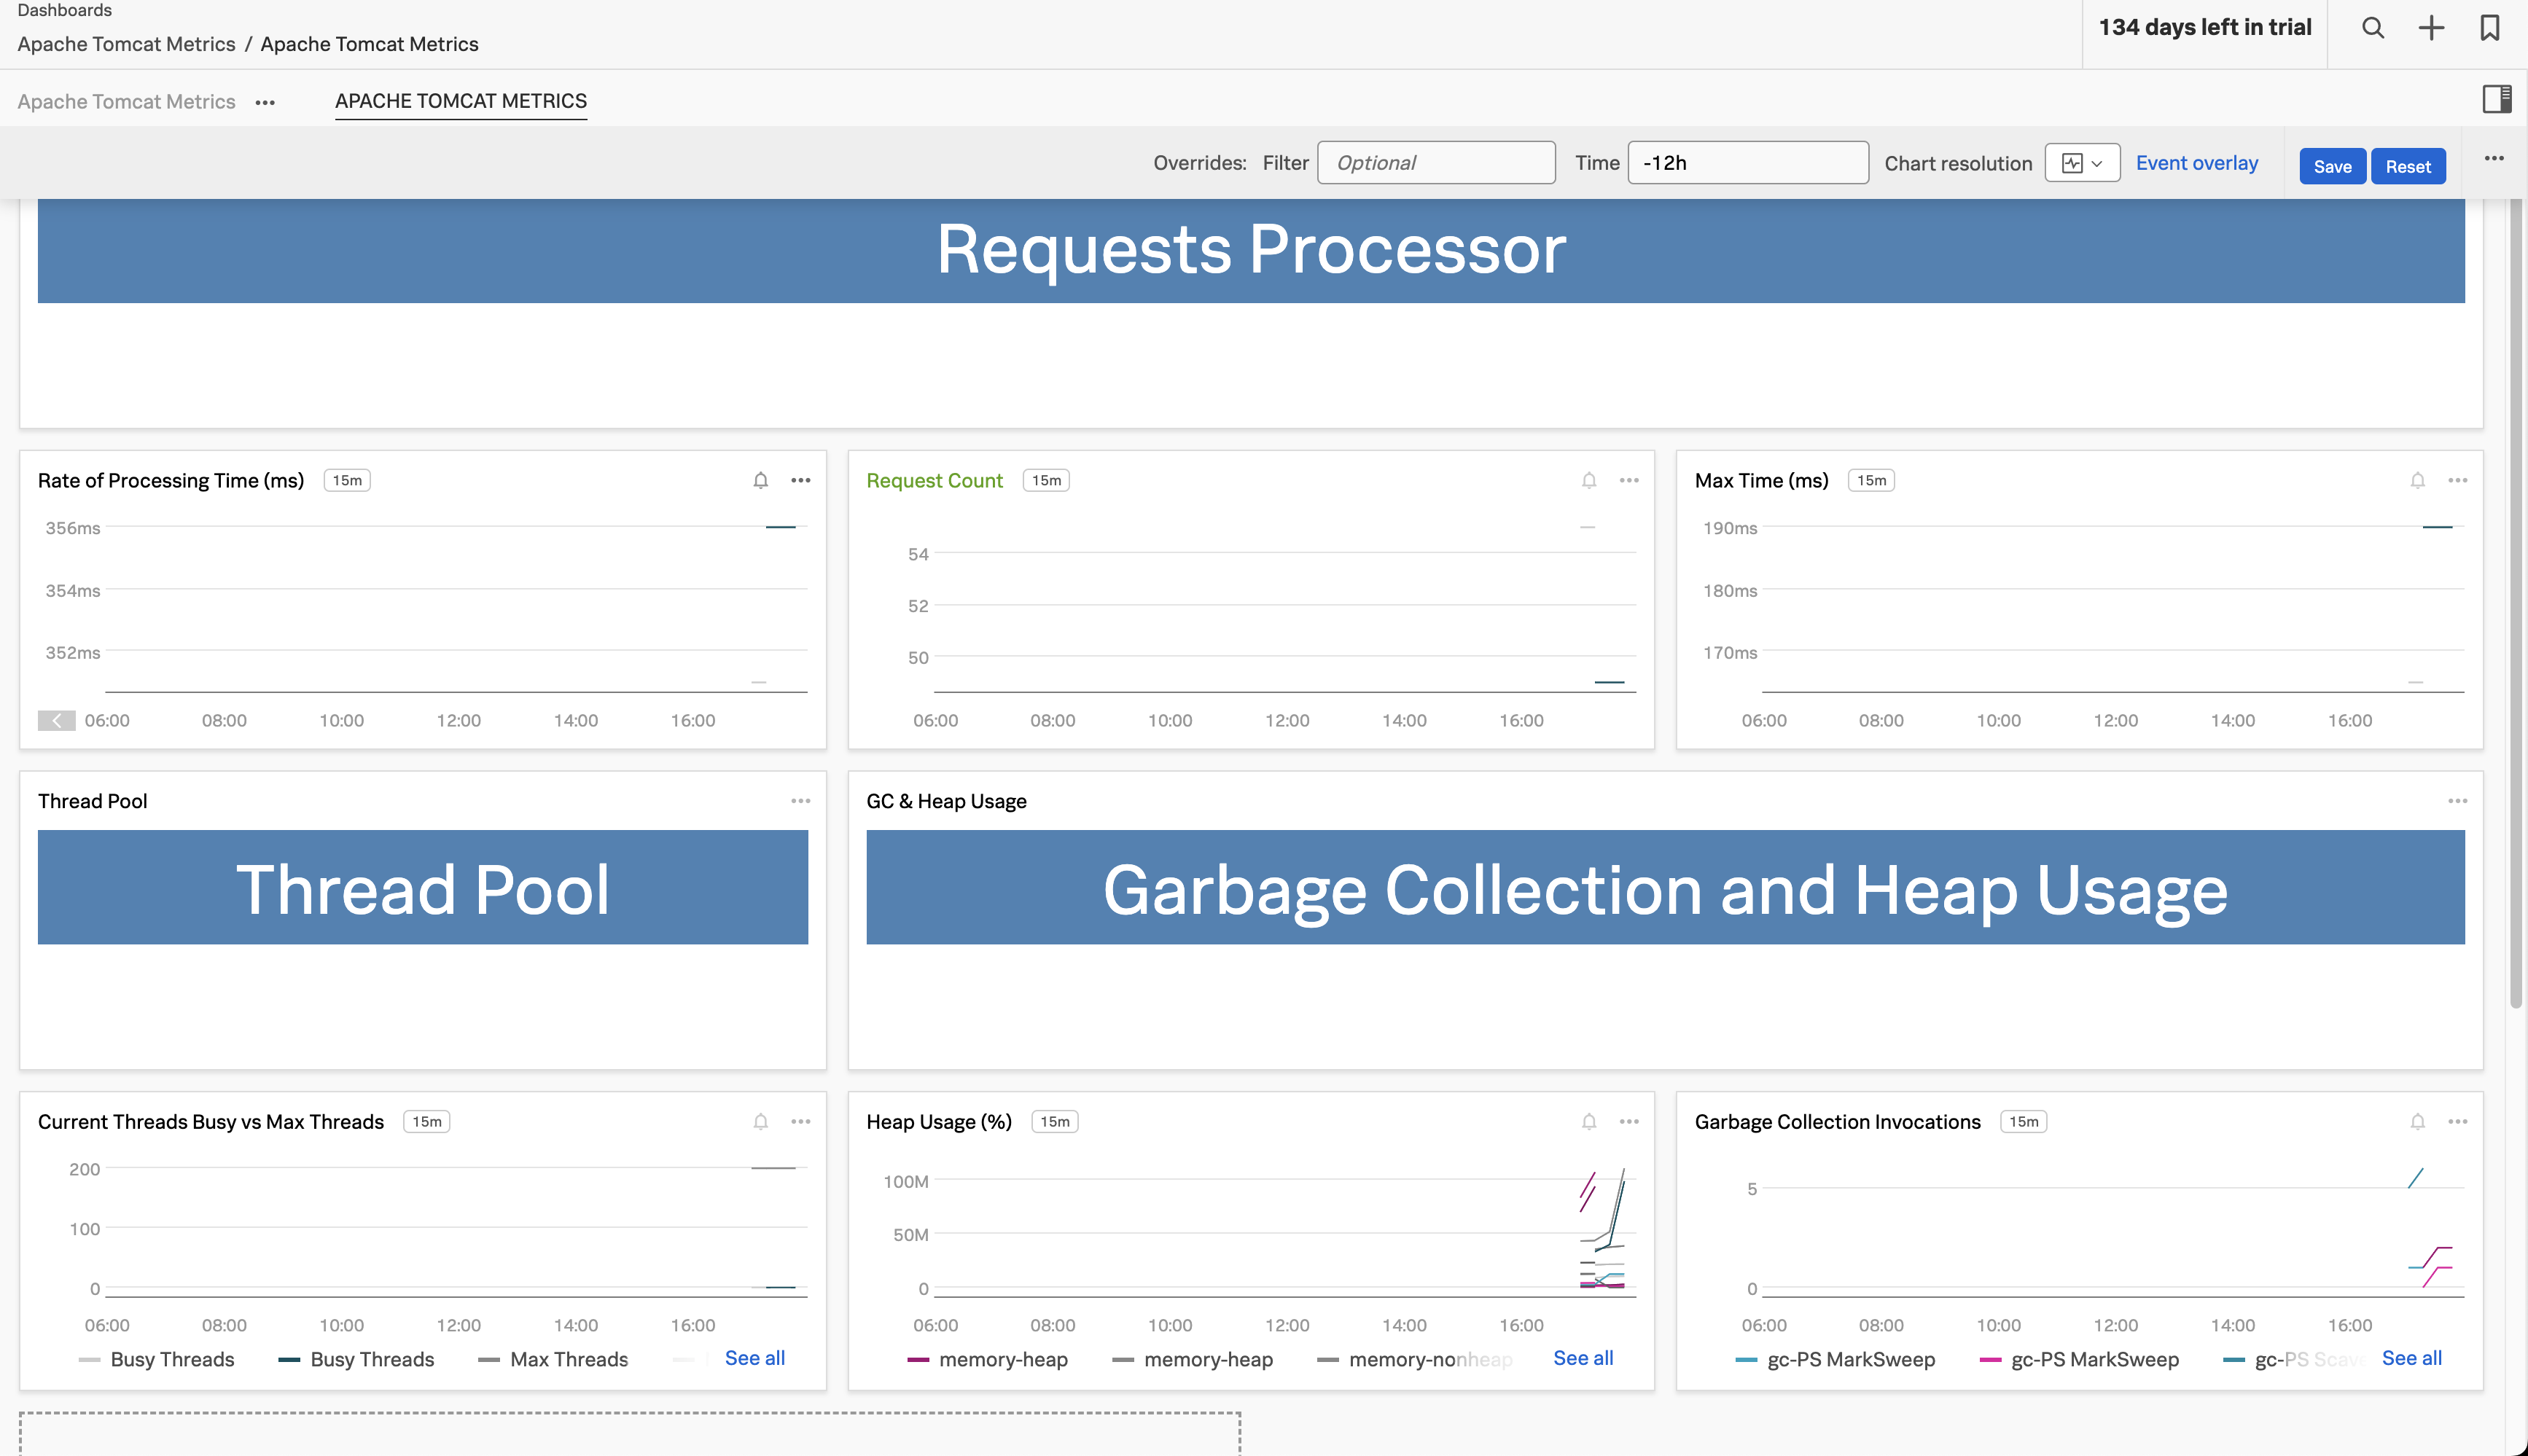 Dashboards
Apache Tomcat Metrics / Apache Tomcat Metrics
134 days left in trial
Apache Tomcat Metrics ••• APACHE TOMCAT METRICS
Overrides: Filter Optional Time -12h Chart resolution Event overlay Save Reset
Requests Processor
Rate of Processing Time (ms) 15m
356ms
354ms
352ms
06:00 08:00 10:00 12:00 14:00 16:00
Request Count 15m
54
52
50
06:00 08:00 10:00 12:00 14:00 16:00
Max Time (ms) 15m
190ms
180ms
170ms
06:00 08:00 10:00 12:00 14:00 16:00
Thread Pool
Thread Pool
GC & Heap Usage
Garbage Collection and Heap Usage
Current Threads Busy vs Max Threads 15m
200
100
0
06:00 08:00 10:00 12:00 14:00 16:00
Busy Threads Busy Threads Max Threads See all
Heap Usage (%) 15m
100M
50M
0
06:00 08:00 10:00 12:00 14:00 16:00
memory-heap memory-heap memory-nonheap See all
Garbage Collection Invocations 15m
5
0
06:00 08:00 10:00 12:00 14:00 16:00
gc-PS MarkSweep gc-PS MarkSweep gc-PS Scave See all